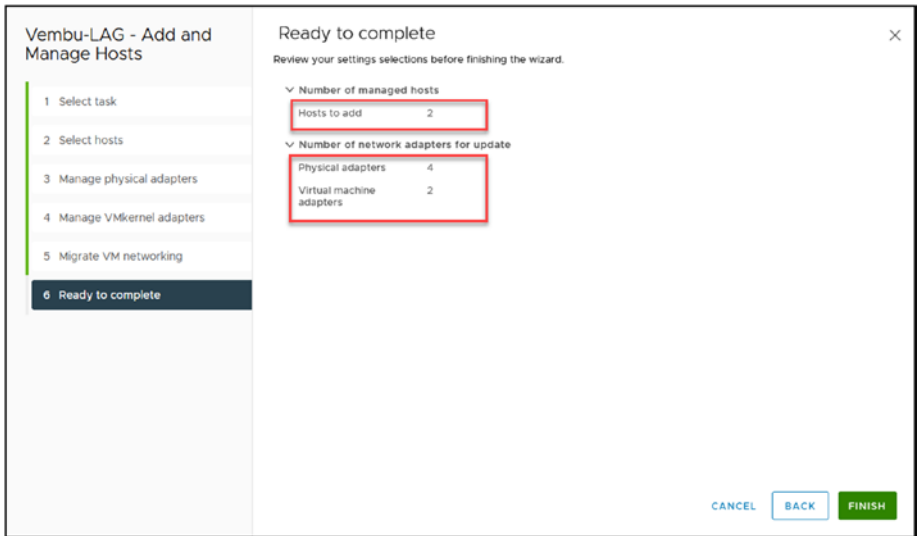 Vembu-LAG - Add and
Manage Hosts
1 Select task
2 Select hosts
3 Manage physical adapters
4 Manage VMkernel adapters
5 Migrate VM networking
6 Ready to complete
Ready to complete
Review your settings selections before finishing the wizard.
Number of managed hosts
Hosts to add 2
Number of network adapters for update
Physical adapters 4
Virtual machine 2
adapters
CANCEL BACK FINISH